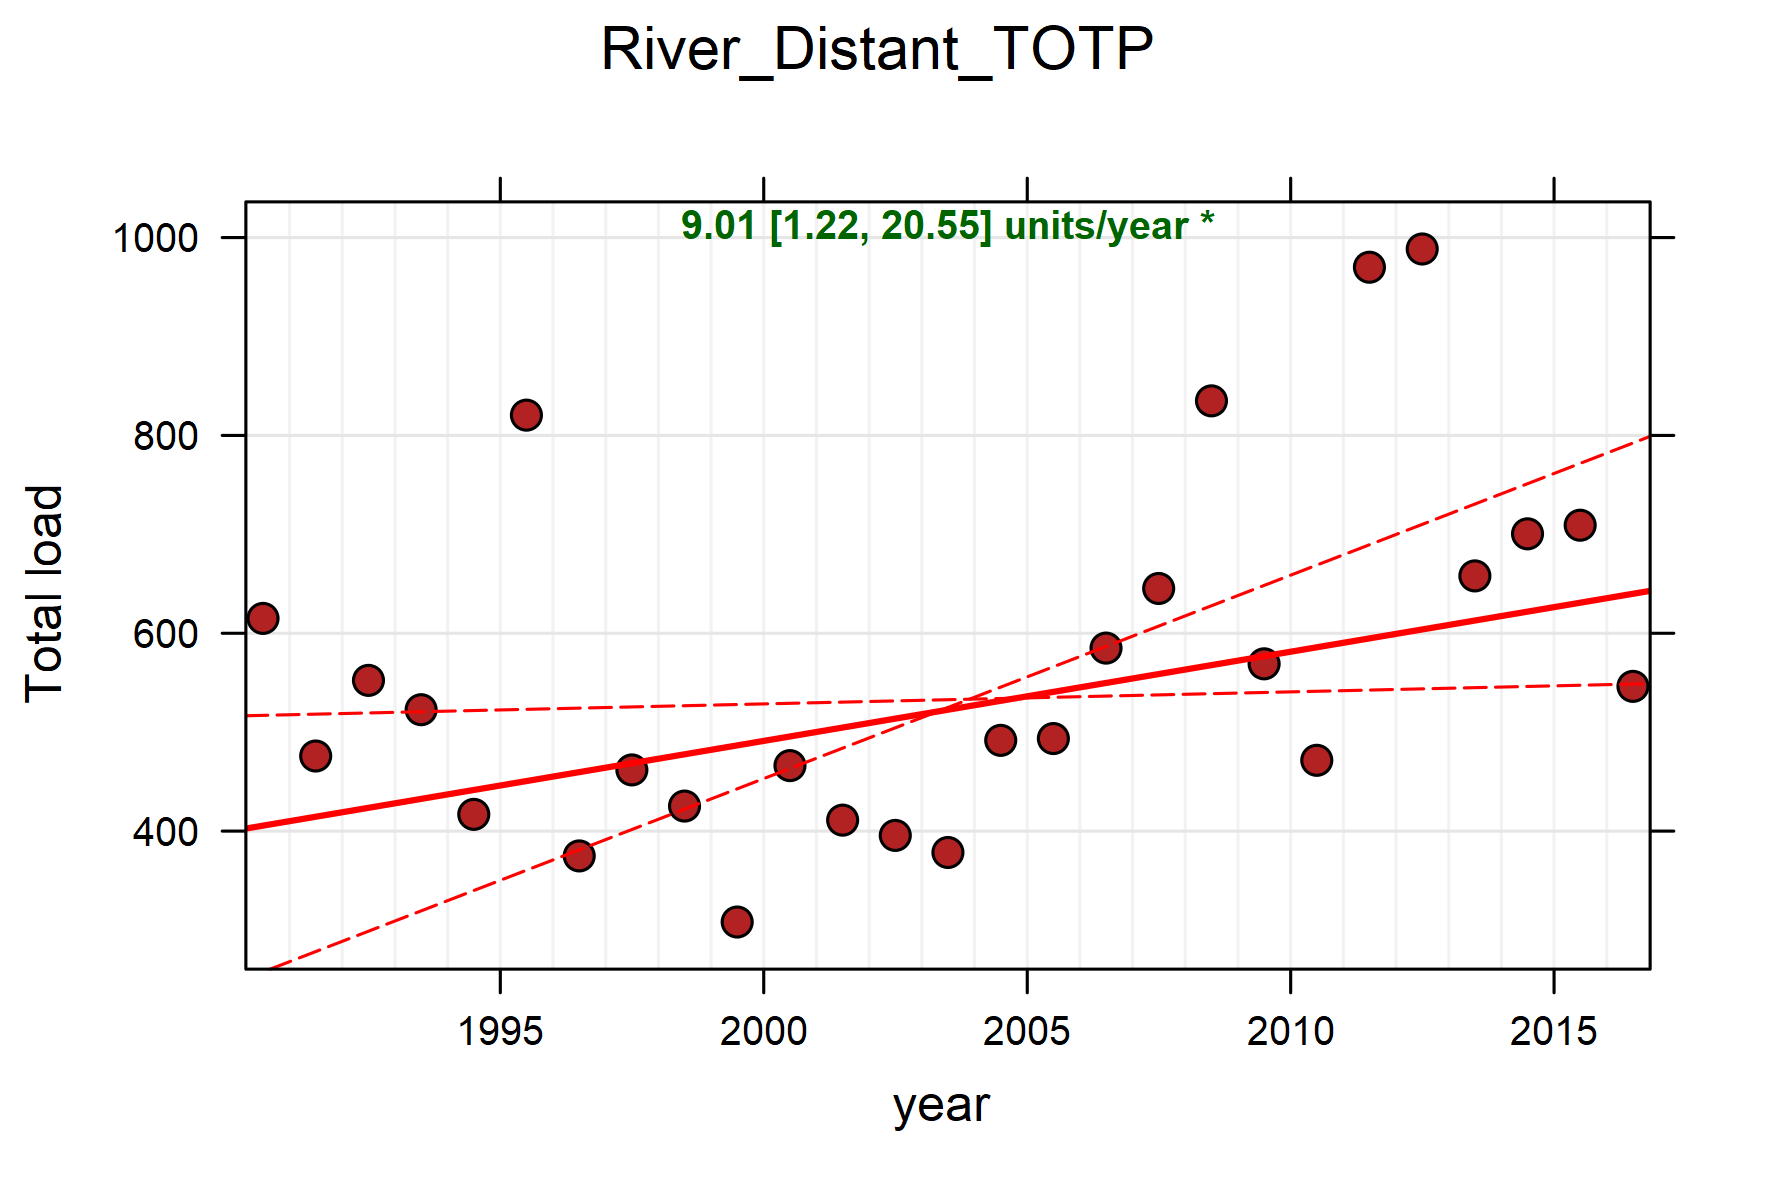 River_Distant_TOTP
9.01 [1.22, 20.55] units/year *
1000
800
600
400
Total load
1995 2000 2005 2010 2015
year